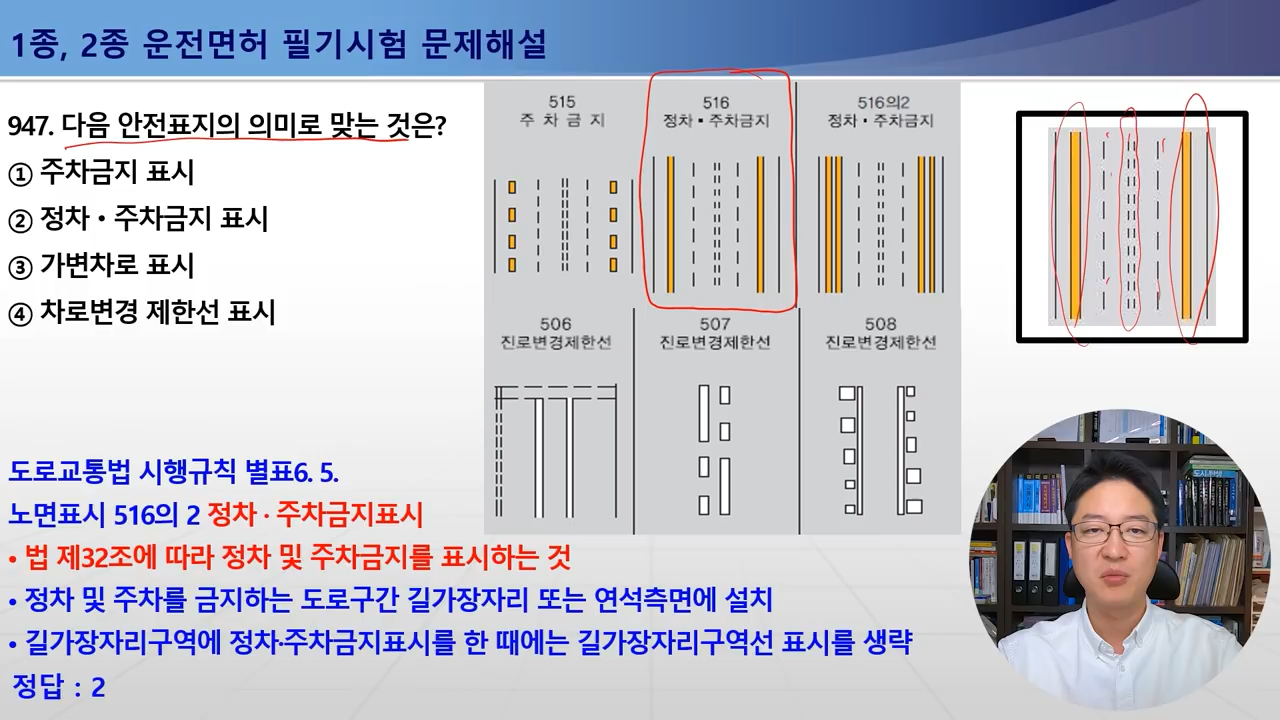 1종, 2종 운전면허 필기시험 문제해설
947. 다음 안전표지의 의미로 맞는 것은?
① 주차금지 표시
② 정차・주차금지 표시
③ 가변차로 표시
④ 차로변경 제한선 표시
515
주 차 금 지
516
정차・주차금지
516의2
정차・주차금지
506
진로변경제한선
507
진로변경제한선
508
진로변경제한선
도로교통법 시행규칙 별표6. 5.
노면표시 516의 2 정차 · 주차금지표시
• 법 제32조에 따라 정차 및 주차금지를 표시하는 것
• 정차 및 주차를 금지하는 도로구간 길가장자리 또는 연석측면에 설치
• 길가장자리구역에 정차·주차금지표시를 한 때에는 길가장자리구역선 표시를 생략
정답 : 2